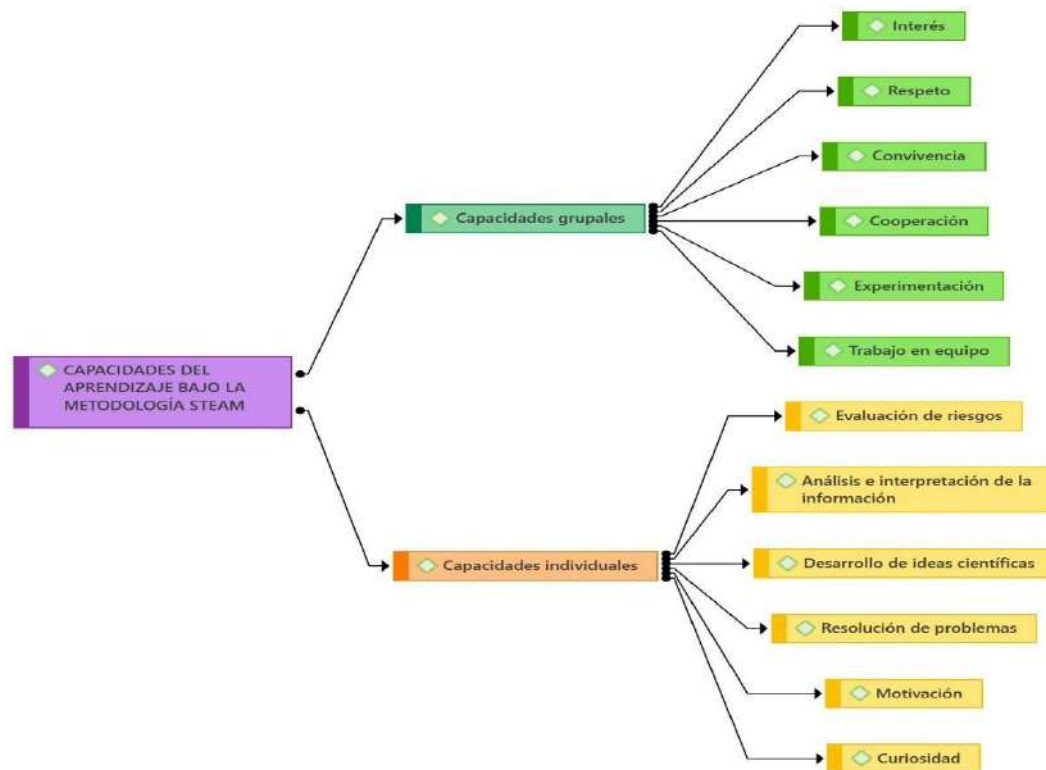 Interés
Respeto
Convivencia
Capacidades grupales
Cooperación
Experimentación
Trabajo en equipo
CAPACIDADES DEL
APRENDIZAJE BAJO LA
METODOLOGÍA STEAM
Evaluación de riesgos
Análisis e interpretación de la
información
Capacidades individuales
Desarrollo de ideas científicas
Resolución de problemas
Motivación
Curiosidad